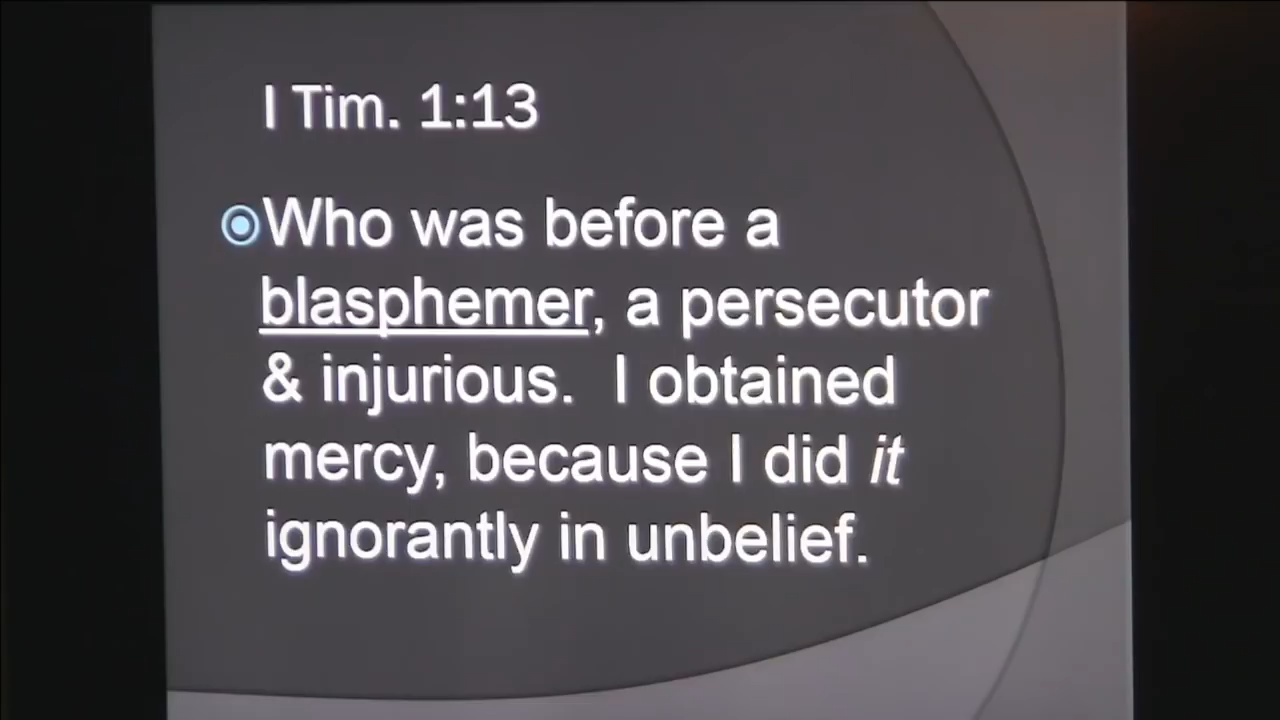 I Tim. 1:13
Who was before a
blasphemer, a persecutor
& injurious.  I obtained
mercy, because I did it
ignorantly in unbelief.